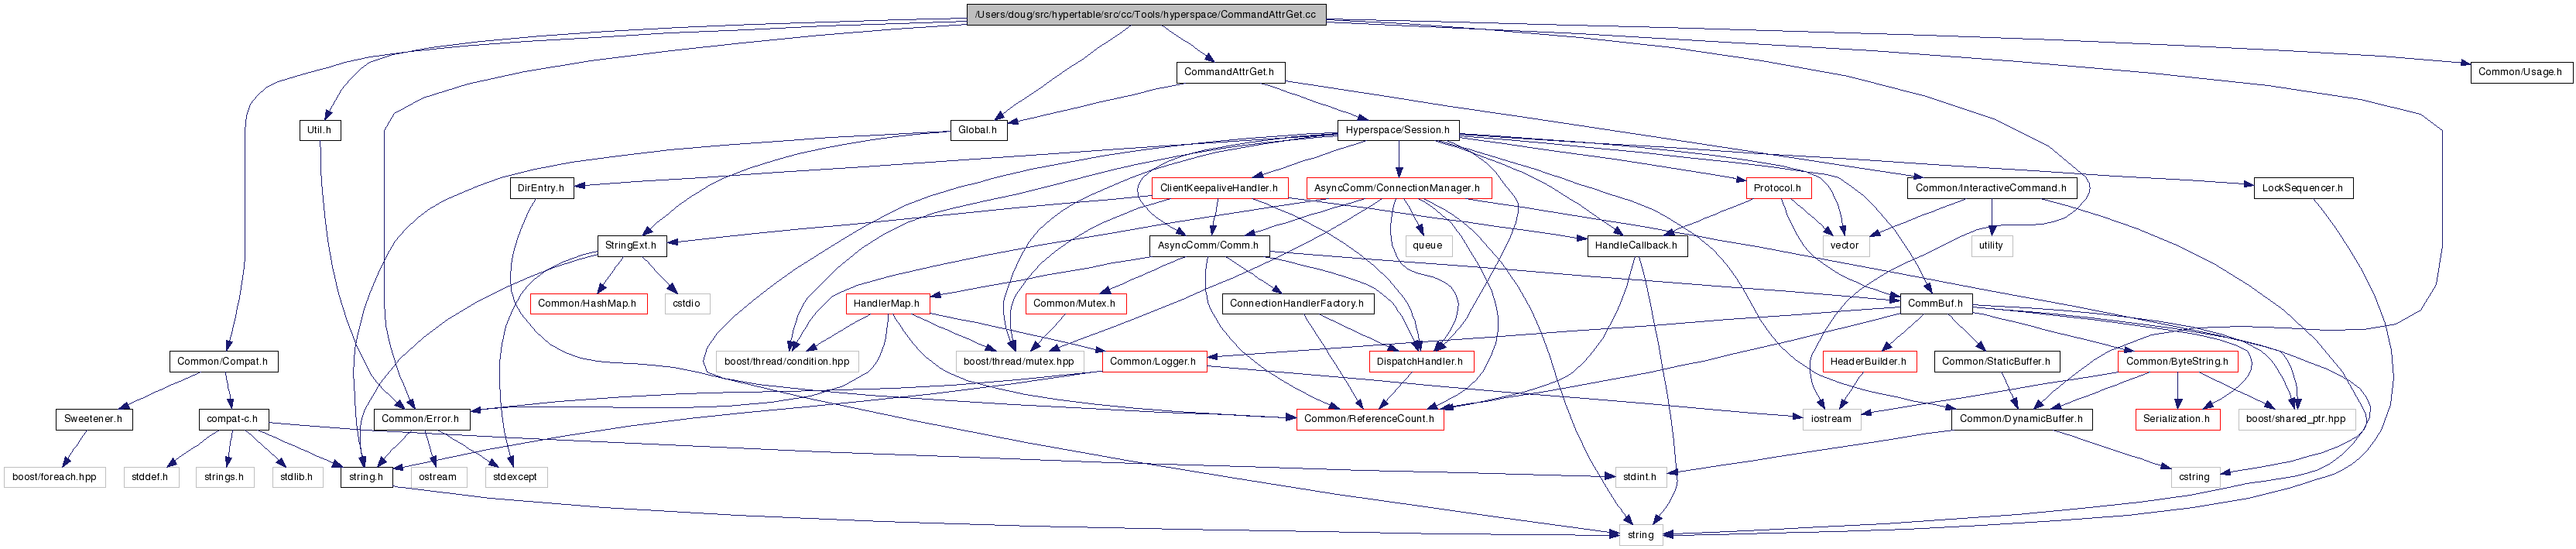 /Users/doug/src/hypertable/src/cc/Tools/hyperspace/CommandAttrGet.cc
CommandAttrGet.h
Common/Usage.h
Util.h
Global.h
Hyperspace/Session.h
DirEntry.h
ClientKeepaliveHandler.h
AsyncComm/ConnectionManager.h
Protocol.h
Common/InteractiveCommand.h
LockSequencer.h
StringExt.h
AsyncComm/Comm.h
queue
HandleCallback.h
vector
utility
Common/HashMap.h
cstdio
HandlerMap.h
Common/Mutex.h
ConnectionHandlerFactory.h
CommBuf.h
Common/Compat.h
boost/thread/condition.hpp
boost/thread/mutex.hpp
Common/Logger.h
DispatchHandler.h
HeaderBuilder.h
Common/StaticBuffer.h
Common/ByteString.h
Sweetener.h
compat-c.h
Common/Error.h
Common/ReferenceCount.h
iostream
Common/DynamicBuffer.h
Serialization.h
boost/shared_ptr.hpp
boost/foreach.hpp
stddef.h
strings.h
stdlib.h
string.h
ostream
stdexcept
stdint.h
cstring
string